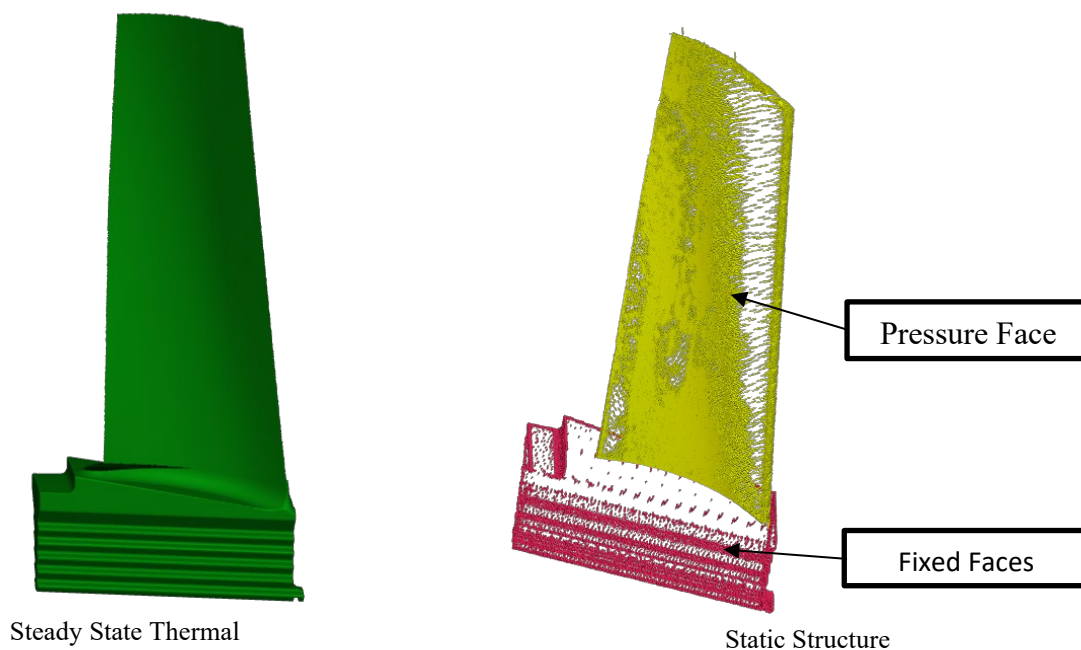 Pressure Face
Fixed Faces
Steady State Thermal
Static Structure